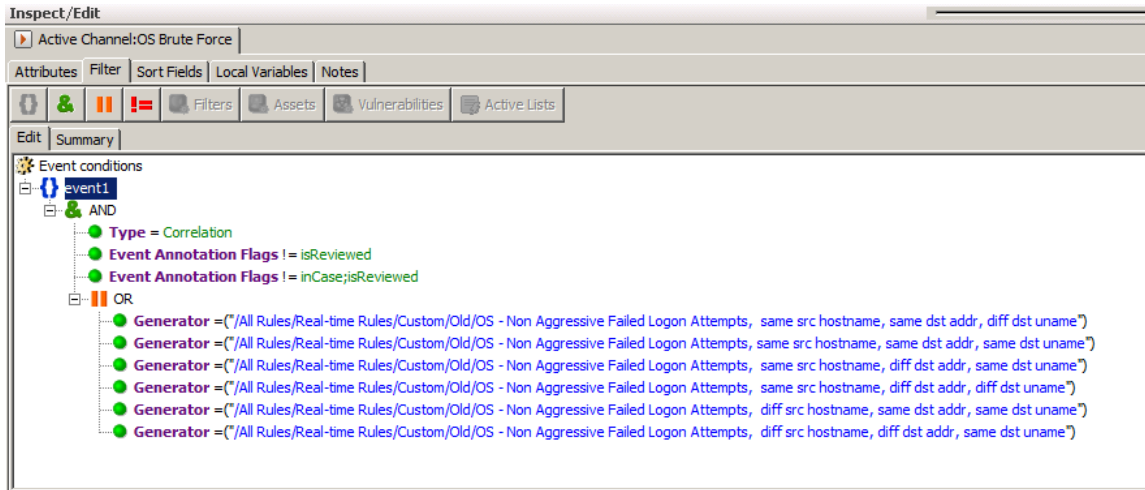 Inspect/Edit
Active Channel:OS Brute Force
Attributes Filter Sort Fields Local Variables Notes
{} & != Filters Assets Vulnerabilities Active Lists
Edit Summary
Event conditions
{} event1
& AND
Type = Correlation
Event Annotation Flags != isReviewed
Event Annotation Flags != inCase;isReviewed
OR
Generator =("/All Rules/Real-time Rules/Custom/Old/OS - Non Aggressive Failed Logon Attempts, same src hostname, same dst addr, diff dst uname")
Generator =("/All Rules/Real-time Rules/Custom/Old/OS - Non Aggressive Failed Logon Attempts, same src hostname, same dst addr, same dst uname")
Generator =("/All Rules/Real-time Rules/Custom/Old/OS - Non Aggressive Failed Logon Attempts, same src hostname, diff dst addr, same dst uname")
Generator =("/All Rules/Real-time Rules/Custom/Old/OS - Non Aggressive Failed Logon Attempts, same src hostname, diff dst addr, diff dst uname")
Generator =("/All Rules/Real-time Rules/Custom/Old/OS - Non Aggressive Failed Logon Attempts, diff src hostname, same dst addr, same dst uname")
Generator =("/All Rules/Real-time Rules/Custom/Old/OS - Non Aggressive Failed Logon Attempts, diff src hostname, diff dst addr, same dst uname")